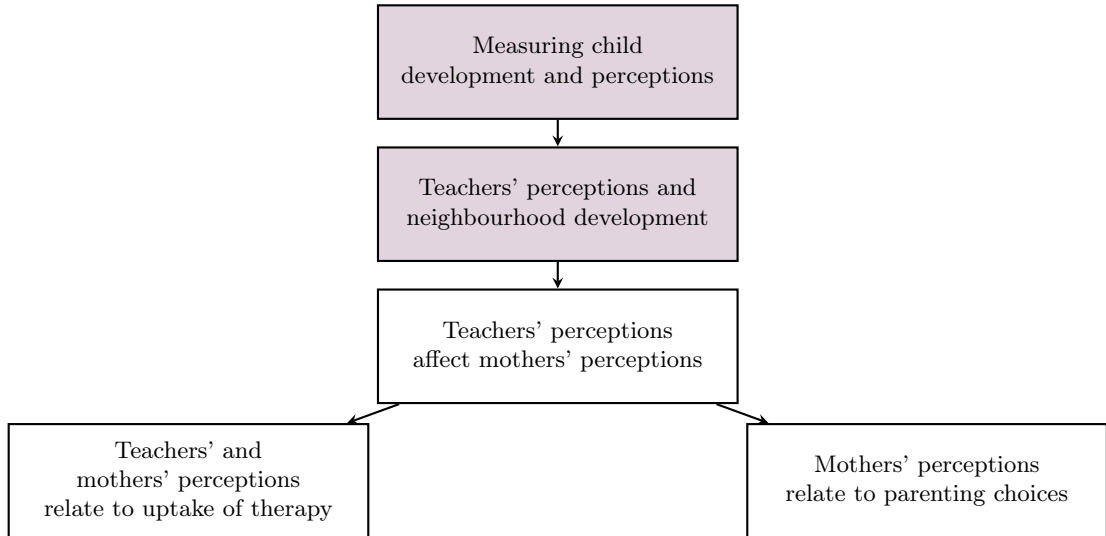 Measuring child
development and perceptions
Teachers’ perceptions and
neighbourhood development
Teachers’ perceptions
affect mothers’ perceptions
Teachers’ and
mothers’ perceptions
relate to uptake of therapy
Mothers’ perceptions
relate to parenting choices